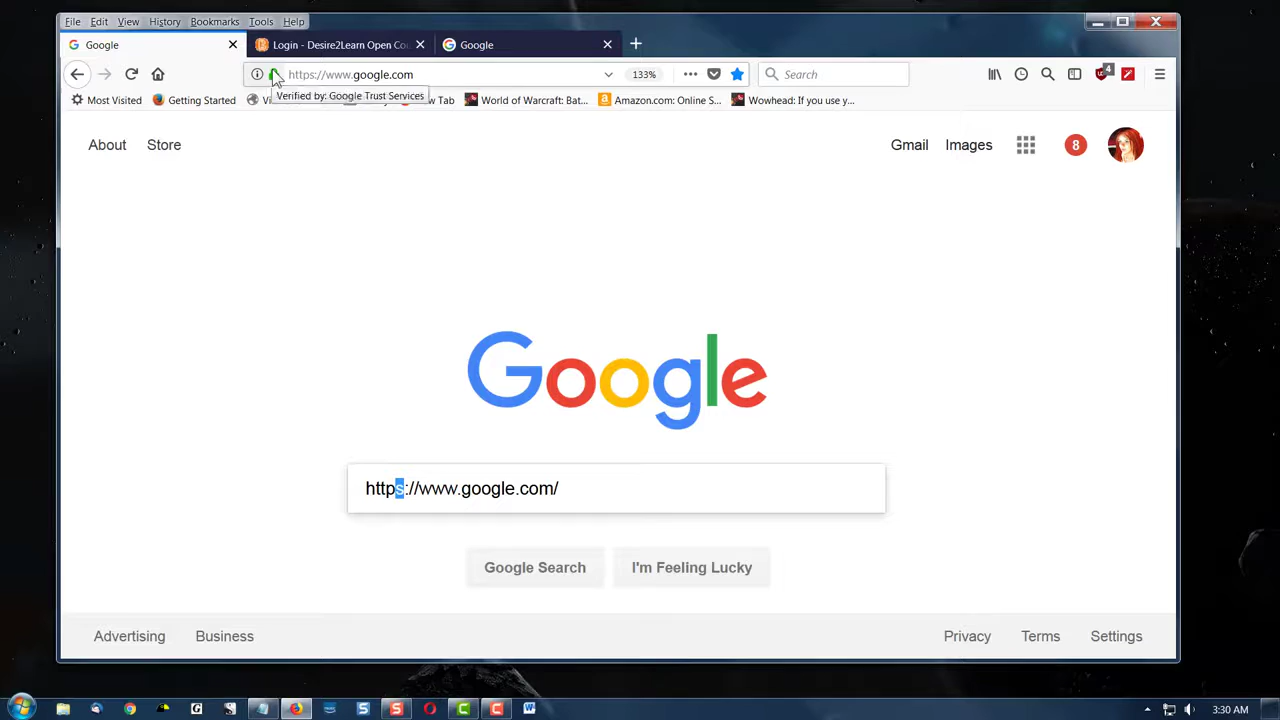 File Edit View History Bookmarks Tools Help
Google
Login - Desire2Learn Open Cou
Google
https://www.google.com
133%
Search
4
Verified by: Google Trust Services
Most Visited
Getting Started
w Tab
World of Warcraft: Bat...
Amazon.com: Online S...
Wowhead: If you use y...
About Store
Gmail Images 8
Google
https://www.google.com/
Google Search I'm Feeling Lucky
Advertising Business
Privacy Terms Settings
3:30 AM